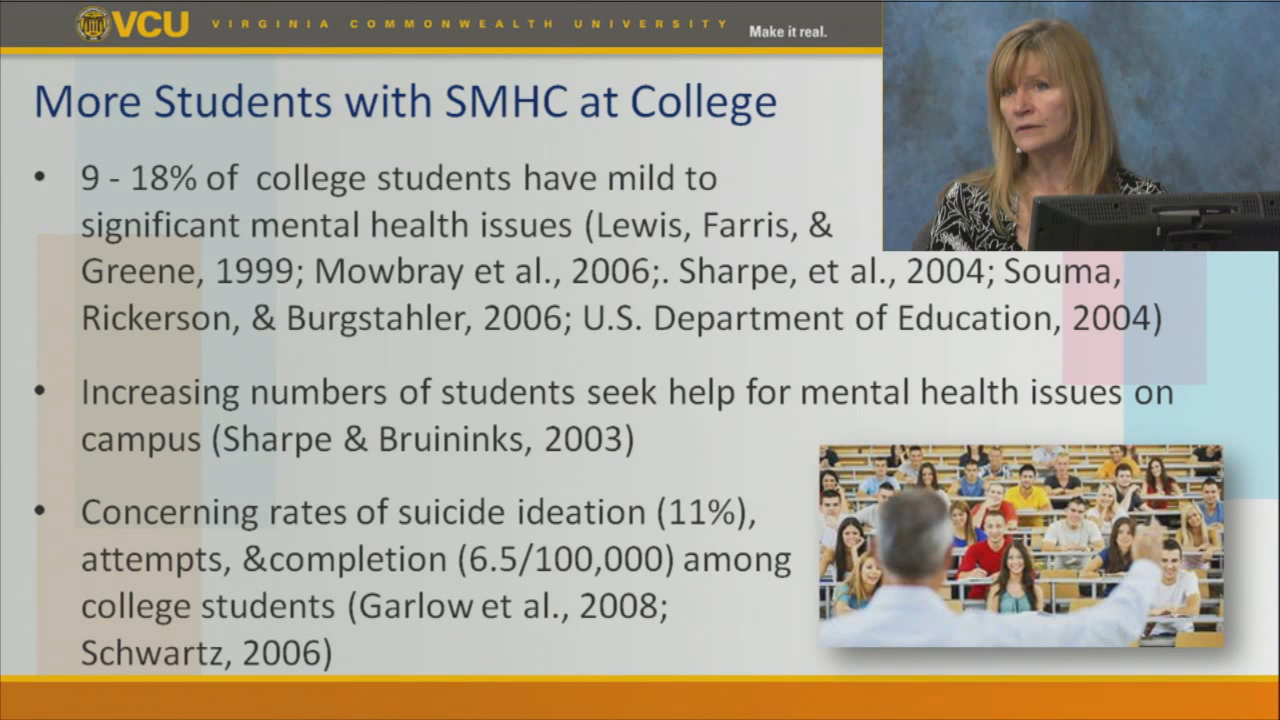 VCU VIRGINIA COMMONWEALTH UNIVERSITY Make it real.
More Students with SMHC at College
• 9 - 18% of college students have mild to
significant mental health issues (Lewis, Farris, &
Greene, 1999; Mowbray et al., 2006;. Sharpe, et al., 2004; Souma,
Rickerson, & Burgstahler, 2006; U.S. Department of Education, 2004)
• Increasing numbers of students seek help for mental health issues on
campus (Sharpe & Bruininks, 2003)
• Concerning rates of suicide ideation (11%),
attempts, &completion (6.5/100,000) among
college students (Garlow et al., 2008;
Schwartz, 2006)